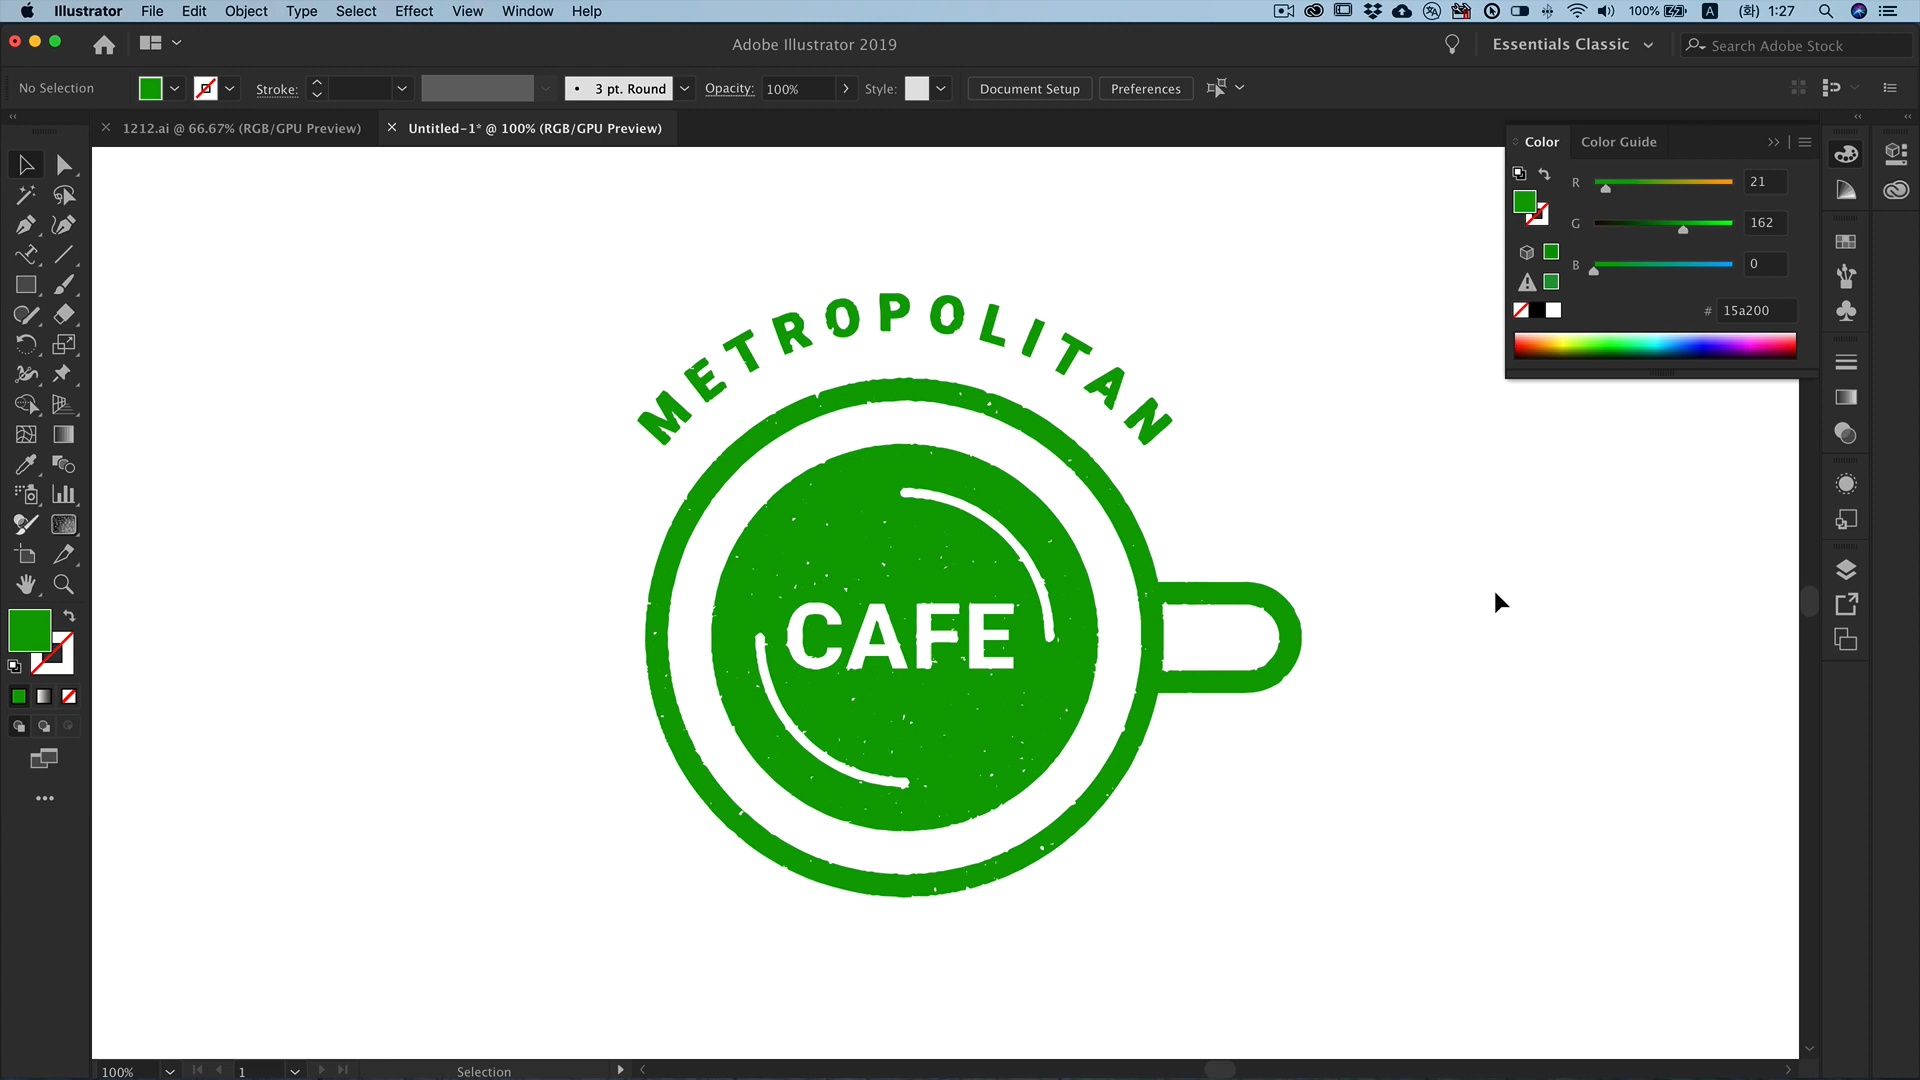 Illustrator File Edit Object Type Select Effect View Window Help 100% A (화) 1:27
Adobe Illustrator 2019 Essentials Classic Search Adobe Stock
No Selection Stroke: 3 pt. Round Opacity: 100% Style: Document Setup Preferences
1212.ai @ 66.67% (RGB/GPU Preview) Untitled-1* @ 100% (RGB/GPU Preview)
Color Color Guide
R 21
G 162
B 0
# 15a200
METROPOLITAN
CAFE
100% 1 Selection